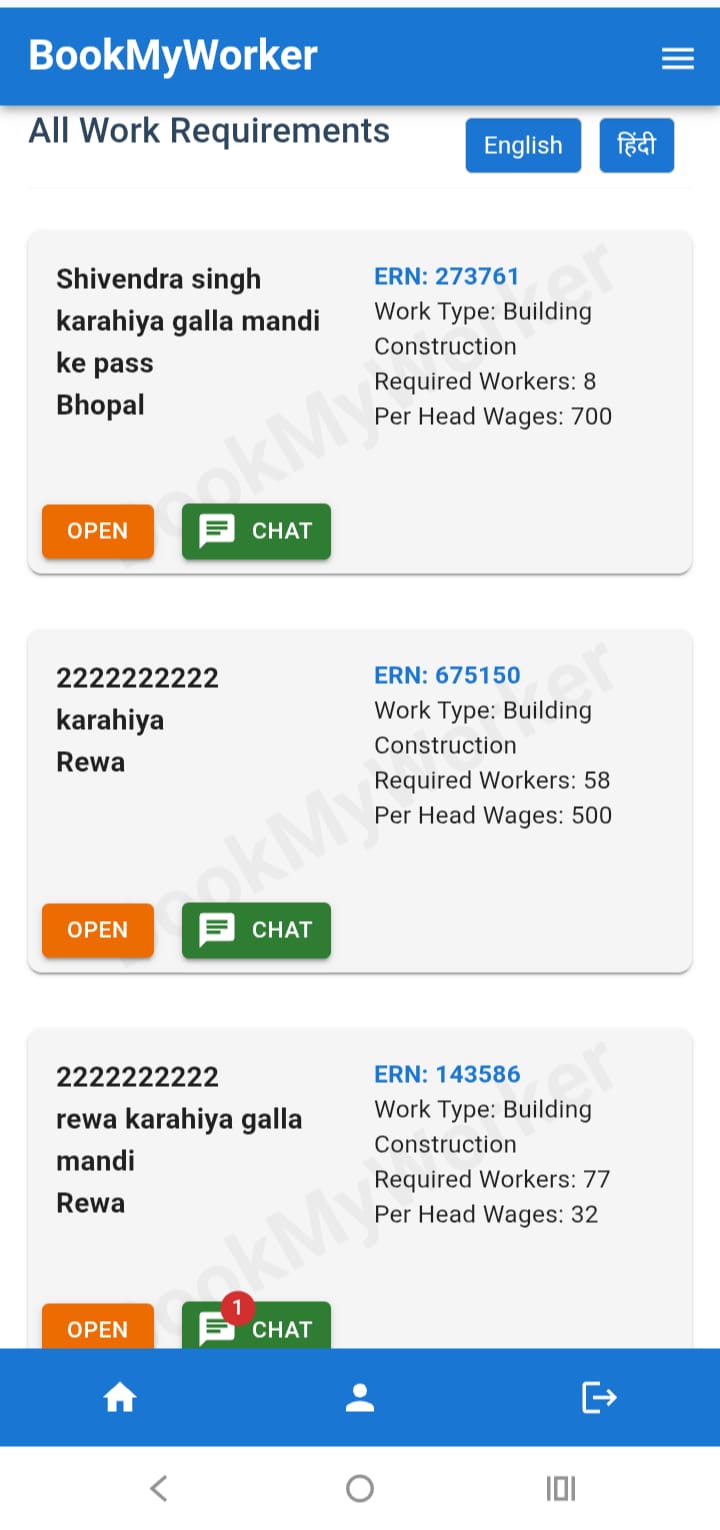 BookMyWorker
All Work Requirements
English
हिंदी
Shivendra singh
karahiya galla mandi
ke pass
Bhopal
ERN: 273761
Work Type: Building
Construction
Required Workers: 8
Per Head Wages: 700
BookMyWorker
OPEN
CHAT
2222222222
karahiya
Rewa
ERN: 675150
Work Type: Building
Construction
Required Workers: 58
Per Head Wages: 500
BookMyWorker
OPEN
CHAT
2222222222
rewa karahiya galla
mandi
Rewa
ERN: 143586
Work Type: Building
Construction
Required Workers: 77
Per Head Wages: 32
BookMyWorker
OPEN
1
CHAT